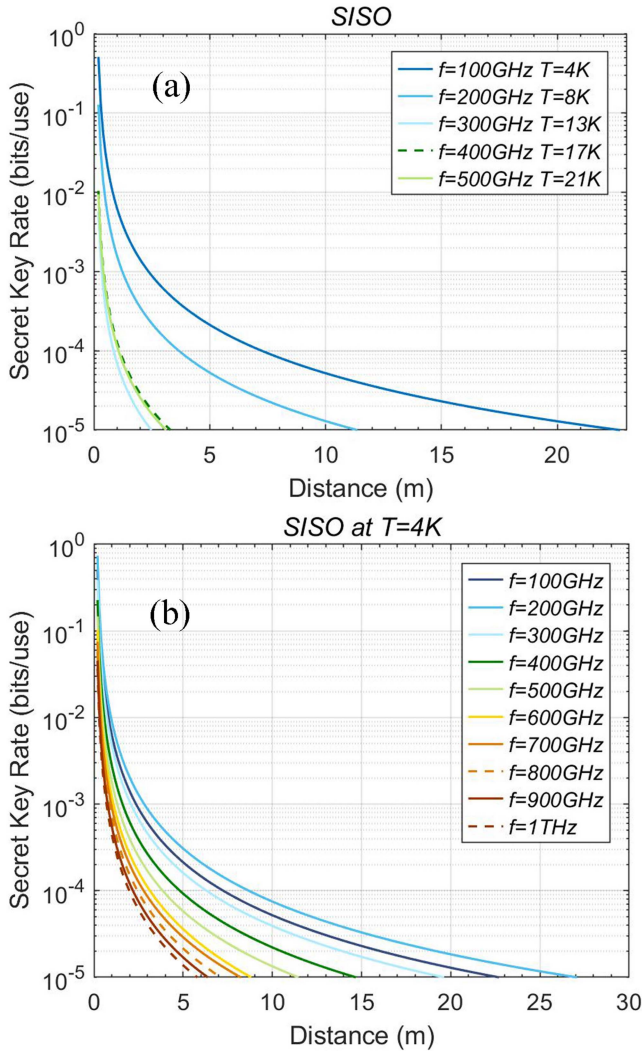 SISO
(a)
f=100GHz T=4K
f=200GHz T=8K
f=300GHz T=13K
f=400GHz T=17K
f=500GHz T=21K
Secret Key Rate (bits/use)
10^0
10^-1
10^-2
10^-3
10^-4
10^-5
0 5 10 15 20
Distance (m)
SISO at T=4K
(b)
f=100GHz
f=200GHz
f=300GHz
f=400GHz
f=500GHz
f=600GHz
f=700GHz
f=800GHz
f=900GHz
f=1THz
Secret Key Rate (bits/use)
10^0
10^-1
10^-2
10^-3
10^-4
10^-5
0 5 10 15 20 25 30
Distance (m)